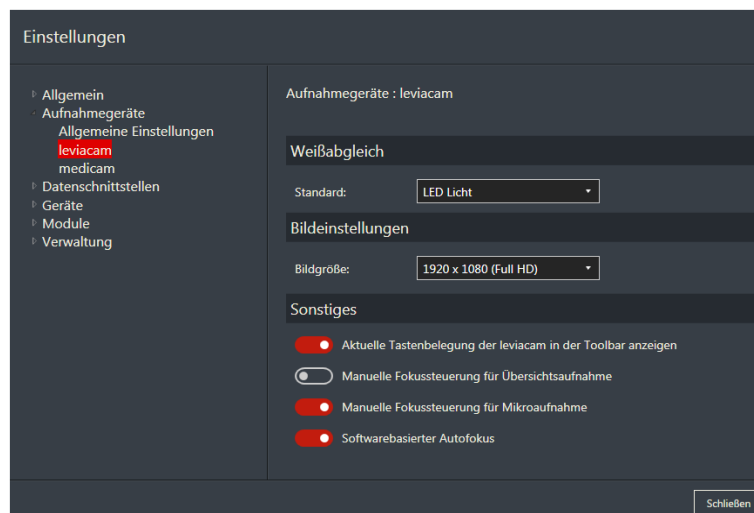 Einstellungen
Allgemein
Aufnahmegeräte
Allgemeine Einstellungen
leviacam
medicam
Datenschnittstellen
Geräte
Module
Verwaltung
Aufnahmegeräte : leviacam
Weißabgleich
Standard: LED Licht
Bildeinstellungen
Bildgröße: 1920 x 1080 (Full HD)
Sonstiges
Aktuelle Tastenbelegung der leviacam in der Toolbar anzeigen
Manuelle Fokussteuerung für Übersichtsaufnahme
Manuelle Fokussteuerung für Mikroaufnahme
Softwarebasierter Autofokus
Schließen